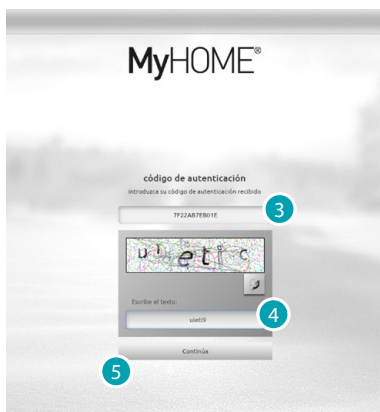 MyHOME®
código de autenticación
introduzca su código de autenticación recibido
7F22AB7EB01E
3
Escribe el texto:
4
uieti9
Continúa
5